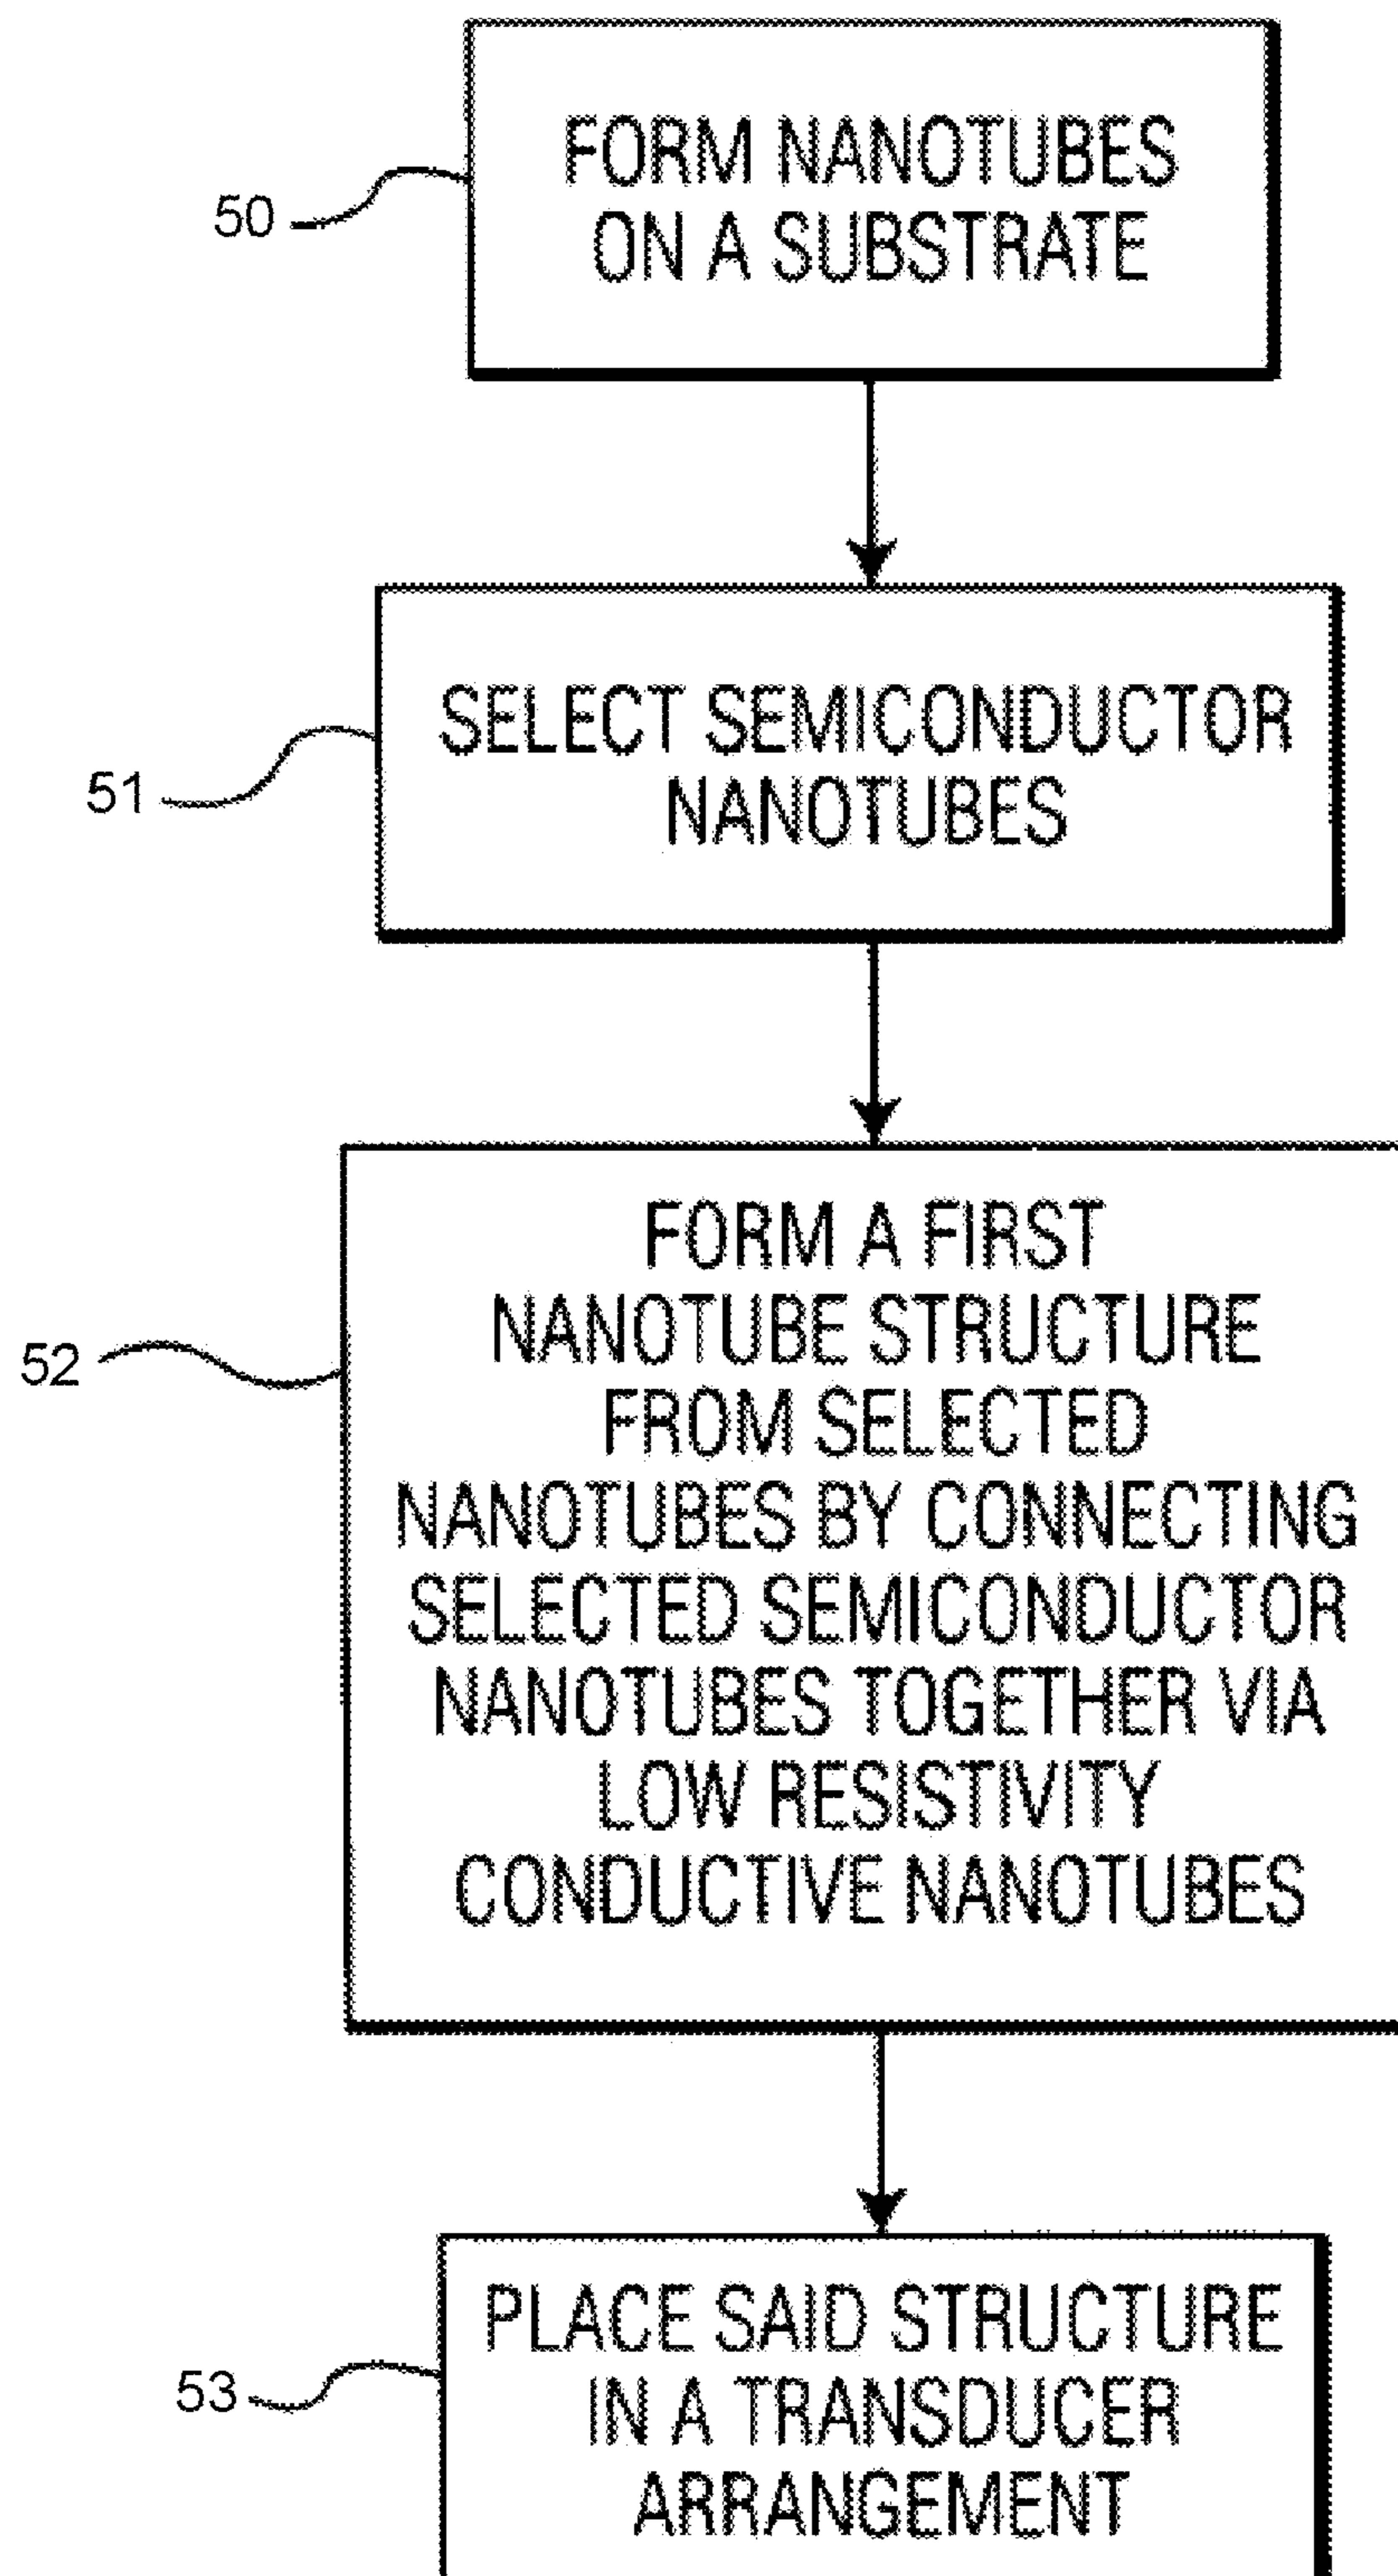 FORM NANOTUBES
ON A SUBSTRATE
50
SELECT SEMICONDUCTOR
NANOTUBES
51
FORM A FIRST
NANOTUBE STRUCTURE
FROM SELECTED
NANOTUBES BY CONNECTING
SELECTED SEMICONDUCTOR
NANOTUBES TOGETHER VIA
LOW RESISTIVITY
CONDUCTIVE NANOTUBES
52
PLACE SAID STRUCTURE
IN A TRANSDUCER
ARRANGEMENT
53